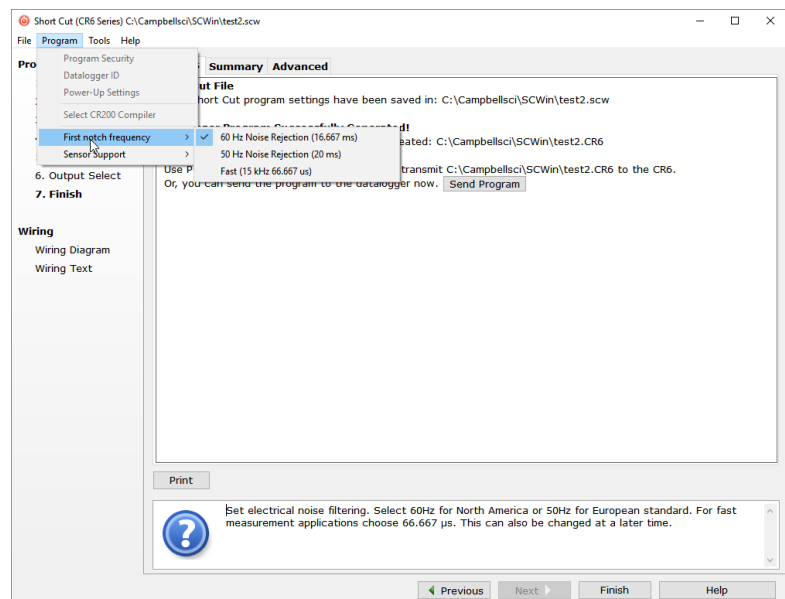 Short Cut (CR6 Series) C:\Campbellsci\SCWin\test2.scw
File Program Tools Help
Program Security
Datalogger ID
Power-Up Settings
Select CR200 Compiler
First notch frequency
Sensor Support
60 Hz Noise Rejection (16.667 ms)
50 Hz Noise Rejection (20 ms)
Fast (15 kHz 66.667 us)
Pro
6. Output Select
7. Finish
Wiring
Wiring Diagram
Wiring Text
Summary Advanced
ut File
hort Cut program settings have been saved in: C:\Campbellsci\SCWin\test2.scw
eated: C:\Campbellsci\SCWin\test2.CR6
Use P transmit C:\Campbellsci\SCWin\test2.CR6 to the CR6.
Or, you can send the program to the datalogger now. Send Program
Print
Set electrical noise filtering. Select 60Hz for North America or 50Hz for European standard. For fast
measurement applications choose 66.667 µs. This can also be changed at a later time.
Previous Next Finish Help